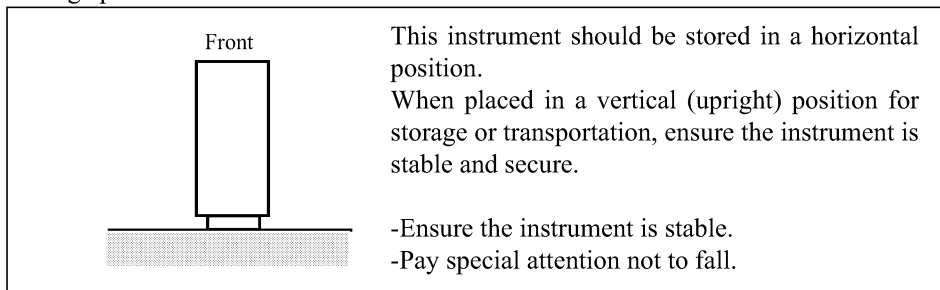 Front
This instrument should be stored in a horizontal
position.
When placed in a vertical (upright) position for
storage or transportation, ensure the instrument is
stable and secure.
-Ensure the instrument is stable.
-Pay special attention not to fall.